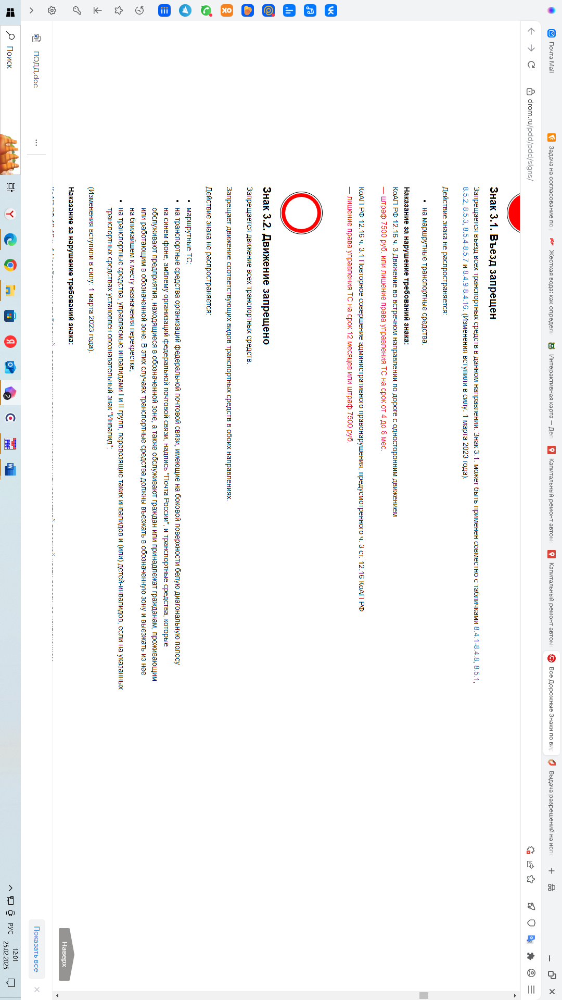 Почта Mail
Задача на согласование по
Жесткая вода: как определ
Интерактивная карта — Деп
Капитальный ремонт автом
Капитальный ремонт автом
Все Дорожные Знаки по ви
Выдача разрешений на исп
drom.ru/pdd/pdd/signs/
Знак 3.1. Въезд запрещен
Запрещается въезд всех транспортных средств в данном направлении. Знак 3.1. может быть применен совместно с табличками 8.4.1-8.4.8, 8.5.1,
8.5.2, 8.5.3, 8.5.4-8.5.7 и 8.4.9-8.4.16. (Изменения вступили в силу: 1 марта 2023 года).
Действие знака не распространяется:
• на маршрутные транспортные средства.
Наказание за нарушение требований знака:
КоАП РФ 12.16 ч. 3 Движение во встречном направлении по дороге с односторонним движением
— штраф 7500 руб. или лишение права управления ТС на срок от 4 до 6 мес.
КоАП РФ 12.16 ч. 3.1 Повторное совершение административного правонарушения, предусмотренного ч. 3 ст. 12.16 КоАП РФ
— лишение права управления ТС на срок 12 месяцев или штраф 7500 руб.
Знак 3.2. Движение запрещено
Запрещается движение всех транспортных средств.
Запрещает движение соответствующих видов транспортных средств в обоих направлениях.
Действие знака не распространяется:
• маршрутные ТС;
• на транспортные средства организаций федеральной почтовой связи, имеющие на боковой поверхности белую диагональную полосу
на синем фоне, эмблему организаций федеральной почтовой связи, надпись "Почта России", и транспортные средства, которые
обслуживают предприятия, находящиеся в обозначенной зоне, а также обслуживают граждан или принадлежат гражданам, проживающим
или работающим в обозначенной зоне. В этих случаях транспортные средства должны въезжать в обозначенную зону и выезжать из нее
на ближайшем к месту назначения перекрестке;
• на транспортные средства, управляемые инвалидами I и II групп, перевозящие таких инвалидов и (или) детей-инвалидов, если на указанных
транспортных средствах установлен опознавательный знак "Инвалид";
(Изменения вступили в силу: 1 марта 2023 года).
Наказание за нарушение требований знака:
Наверх
ПОДД.doc
...
Показать все
Поиск
2
РУС
12:01
25.02.2025